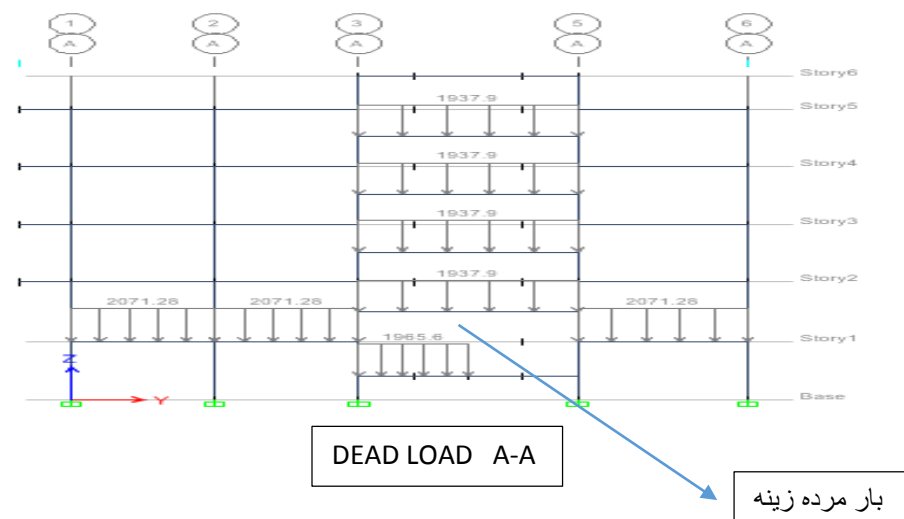 1 2 3 5 6
A A A A A
Story6
1937.9
Story5
1937.9
Story4
1937.9
Story3
1937.9
Story2
2071.28 2071.28 2071.28
1965.6
Story1
Z
Y
Base
DEAD LOAD A-A
بار مرده زینه